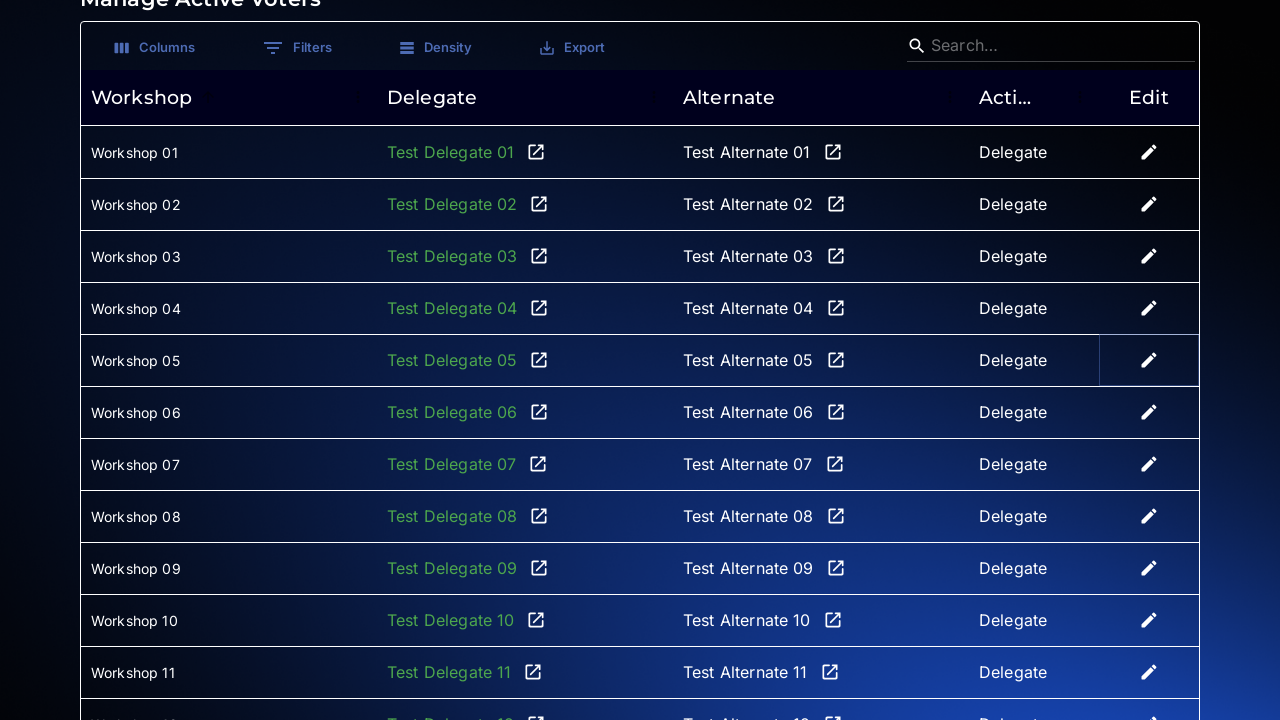 Manage Active Voters
Columns Filters Density Export Search...
Workshop Delegate Alternate Acti... Edit
Workshop 01 Test Delegate 01 Test Alternate 01 Delegate
Workshop 02 Test Delegate 02 Test Alternate 02 Delegate
Workshop 03 Test Delegate 03 Test Alternate 03 Delegate
Workshop 04 Test Delegate 04 Test Alternate 04 Delegate
Workshop 05 Test Delegate 05 Test Alternate 05 Delegate
Workshop 06 Test Delegate 06 Test Alternate 06 Delegate
Workshop 07 Test Delegate 07 Test Alternate 07 Delegate
Workshop 08 Test Delegate 08 Test Alternate 08 Delegate
Workshop 09 Test Delegate 09 Test Alternate 09 Delegate
Workshop 10 Test Delegate 10 Test Alternate 10 Delegate
Workshop 11 Test Delegate 11 Test Alternate 11 Delegate